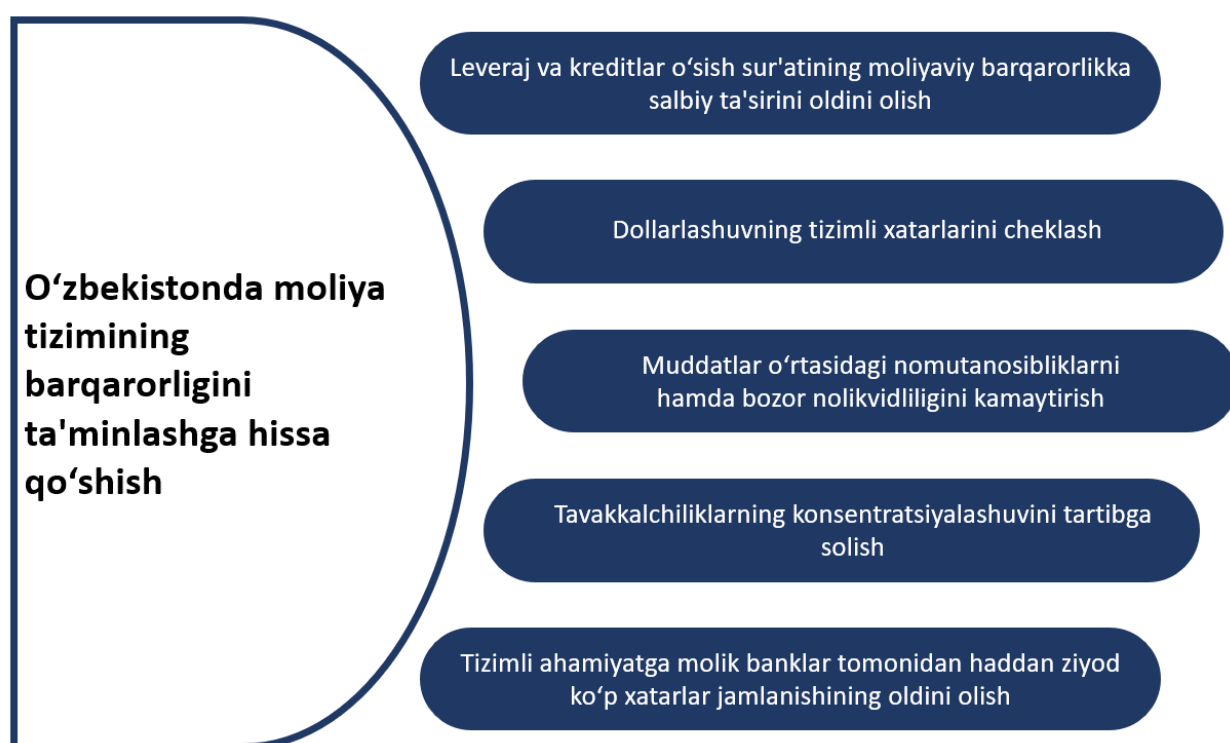 O‘zbekistonda moliya
tizimining
barqarorligini
ta'minlashga hissa
qo‘shish
Leveraj va kreditlar o‘sish sur'atining moliyaviy barqarorlikka
salbiy ta'sirini oldini olish
Dollarlashuvning tizimli xatarlarini cheklash
Muddatlar o‘rtasidagi nomutanosibliklarni
hamda bozor nolikvidliligini kamaytirish
Tavakkalchiliklarning konsentratsiyalashuvini tartibga
solish
Tizimli ahamiyatga molik banklar tomonidan haddan ziyod
ko‘p xatarlar jamlanishining oldini olish